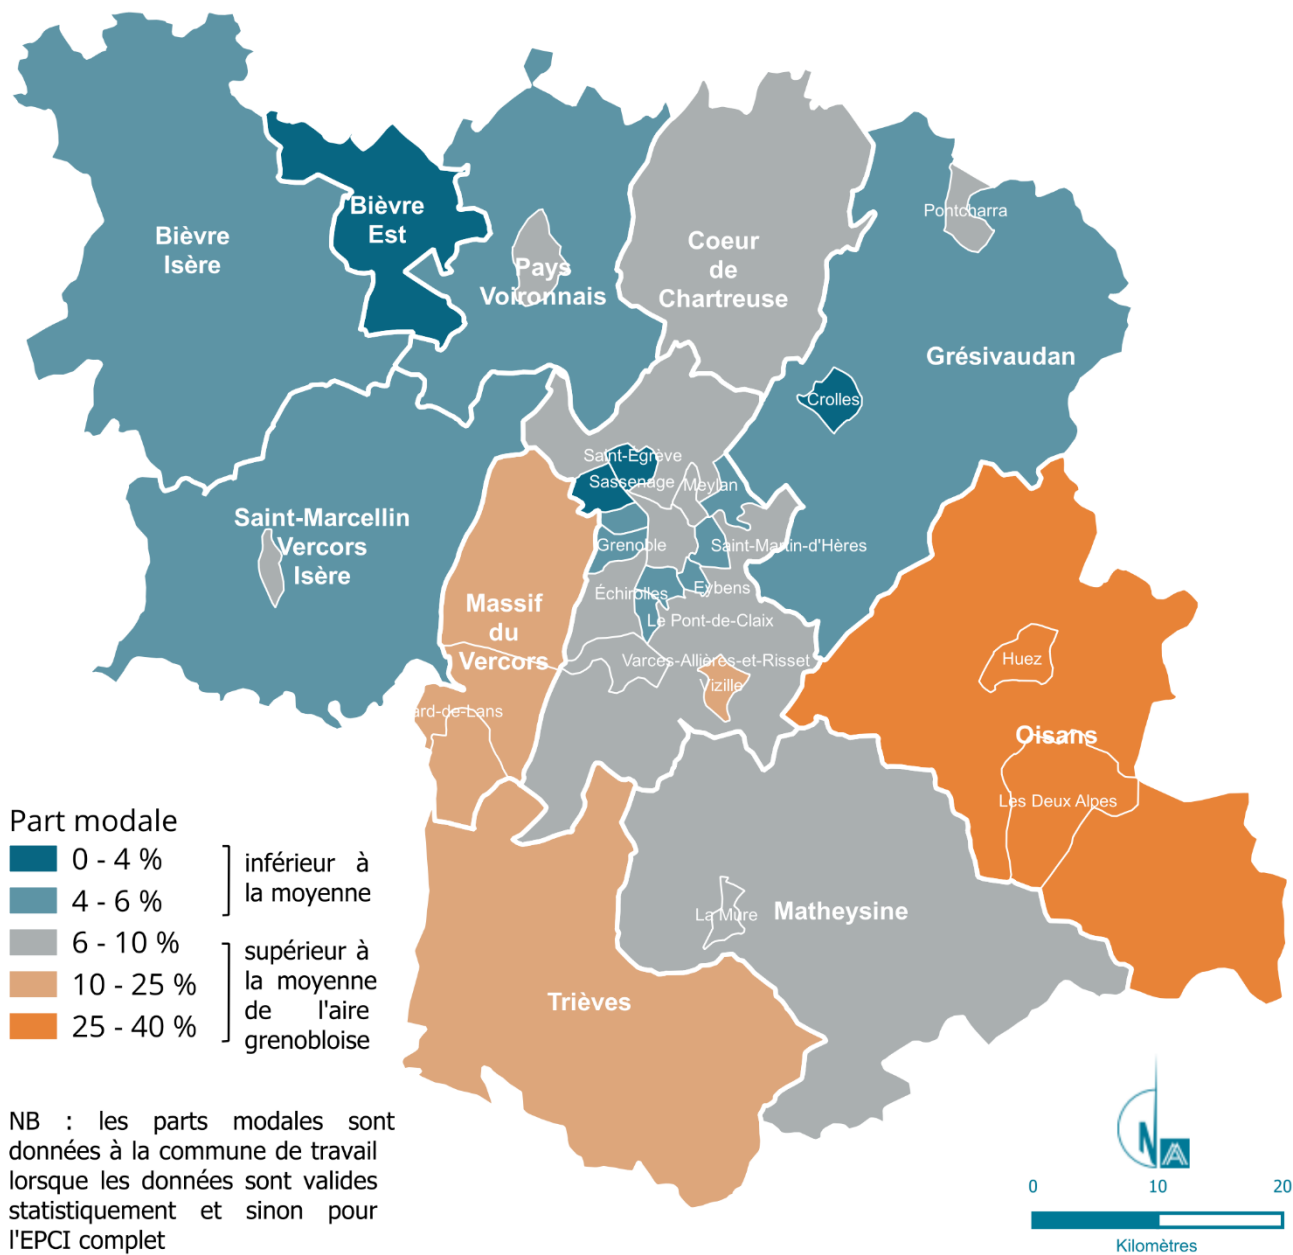 Bièvre
Isère
Bièvre
Est
Pays
Voironnais
Coeur
de
Chartreuse
Pontcharra
Grésivaudan
Crolles
Saint-Égrève
Sassenage
Meylan
Saint-Marcellin
Vercors
Isère
Grenoble
Saint-Martin-d'Hères
Échirolles
Eybens
Massif
du
Vercors
Le Pont-de-Claix
Varces-Allières-et-Risset
Vizille
Huez
ard-de-Lans
Oisans
Les Deux Alpes
La Mure
Matheysine
Trièves
Part modale
0 - 4 %
4 - 6 %
6 - 10 %
10 - 25 %
25 - 40 %
inférieur à
la moyenne
supérieur à
la moyenne
de l'aire
grenobloise
NB : les parts modales sont
données à la commune de travail
lorsque les données sont valides
statistiquement et sinon pour
l'EPCI complet
N
0 10 20
Kilomètres